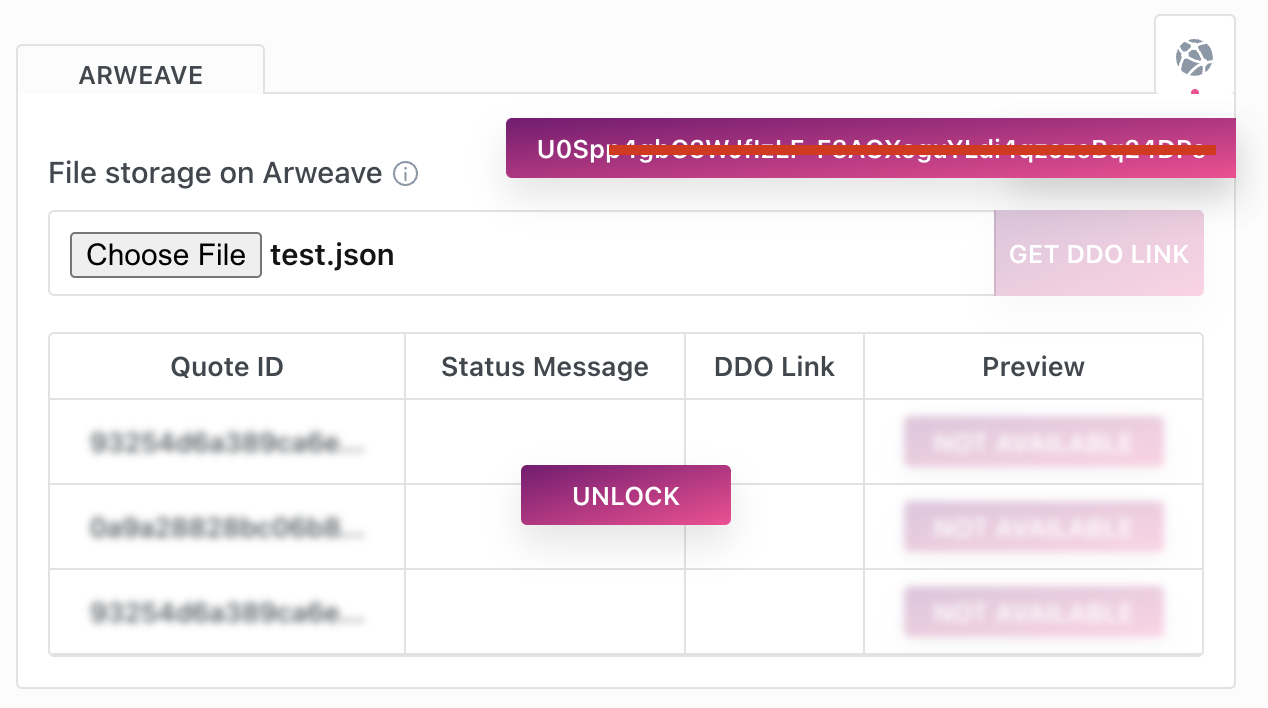 ARWEAVE
U0Spp
File storage on Arweave
Choose File test.json
GET DDO LINK
Quote ID Status Message DDO Link Preview
93254d6a389ca6e... NOT AVAILABLE
UNLOCK
0a9a28828bc06b8... NOT AVAILABLE
93254d6a389ca6e... NOT AVAILABLE